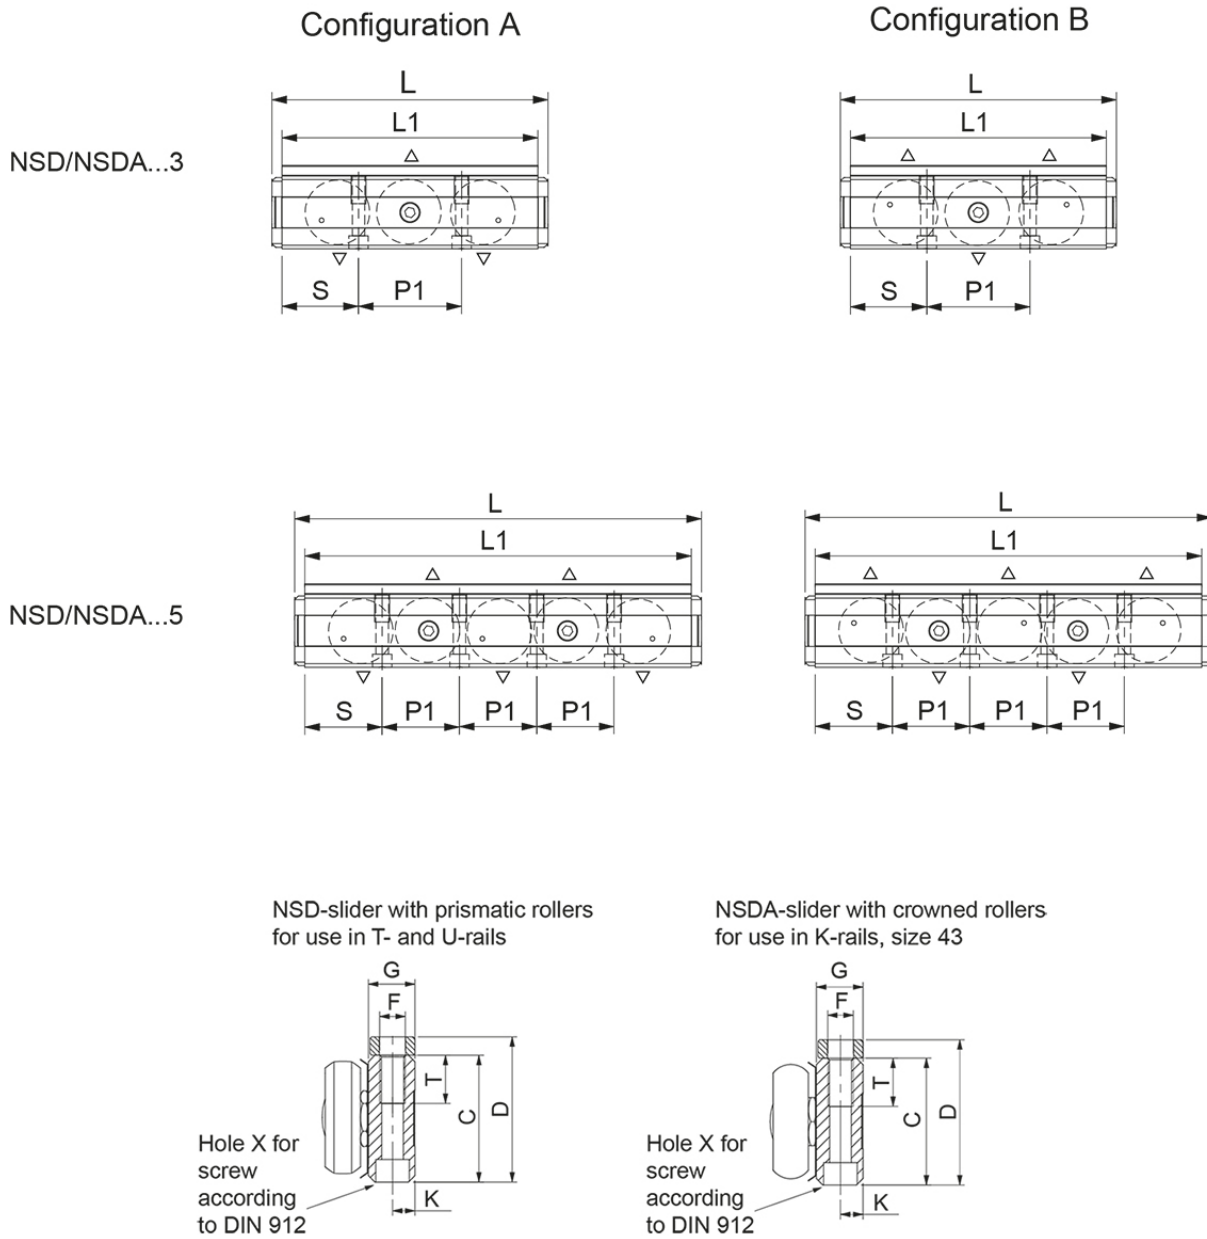 Configuration A
Configuration B
L
L1
L
L1
NSD/NSDA...3
S
P1
S
P1
L
L1
L
L1
NSD/NSDA...5
S
P1
P1
P1
S
P1
P1
P1
NSD-slider with prismatic rollers
for use in T- and U-rails
NSDA-slider with crowned rollers
for use in K-rails, size 43
G
F
T
C
D
K
Hole X for
screw
according
to DIN 912
G
F
T
C
D
K
Hole X for
screw
according
to DIN 912